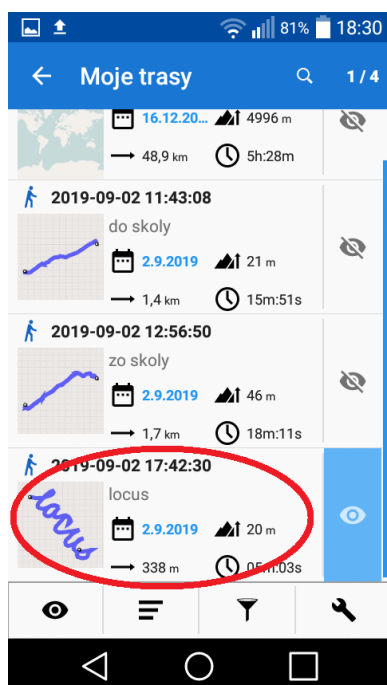 81% 18:30
Moje trasy 1 / 4
16.12.20... 4996 m
48,9 km 5h:28m
2019-09-02 11:43:08
do skoly
2.9.2019 21 m
1,4 km 15m:51s
2019-09-02 12:56:50
zo skoly
2.9.2019 46 m
1,7 km 18m:11s
2019-09-02 17:42:30
locus
locus
2.9.2019 20 m
338 m 05m:03s